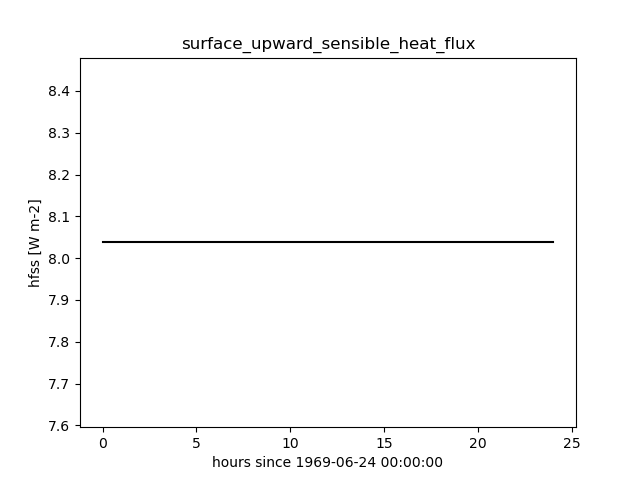 surface_upward_sensible_heat_flux
8.4
8.3
8.2
8.1
8.0
7.9
7.8
7.7
7.6
hfss [W m-2]
0 5 10 15 20 25
hours since 1969-06-24 00:00:00